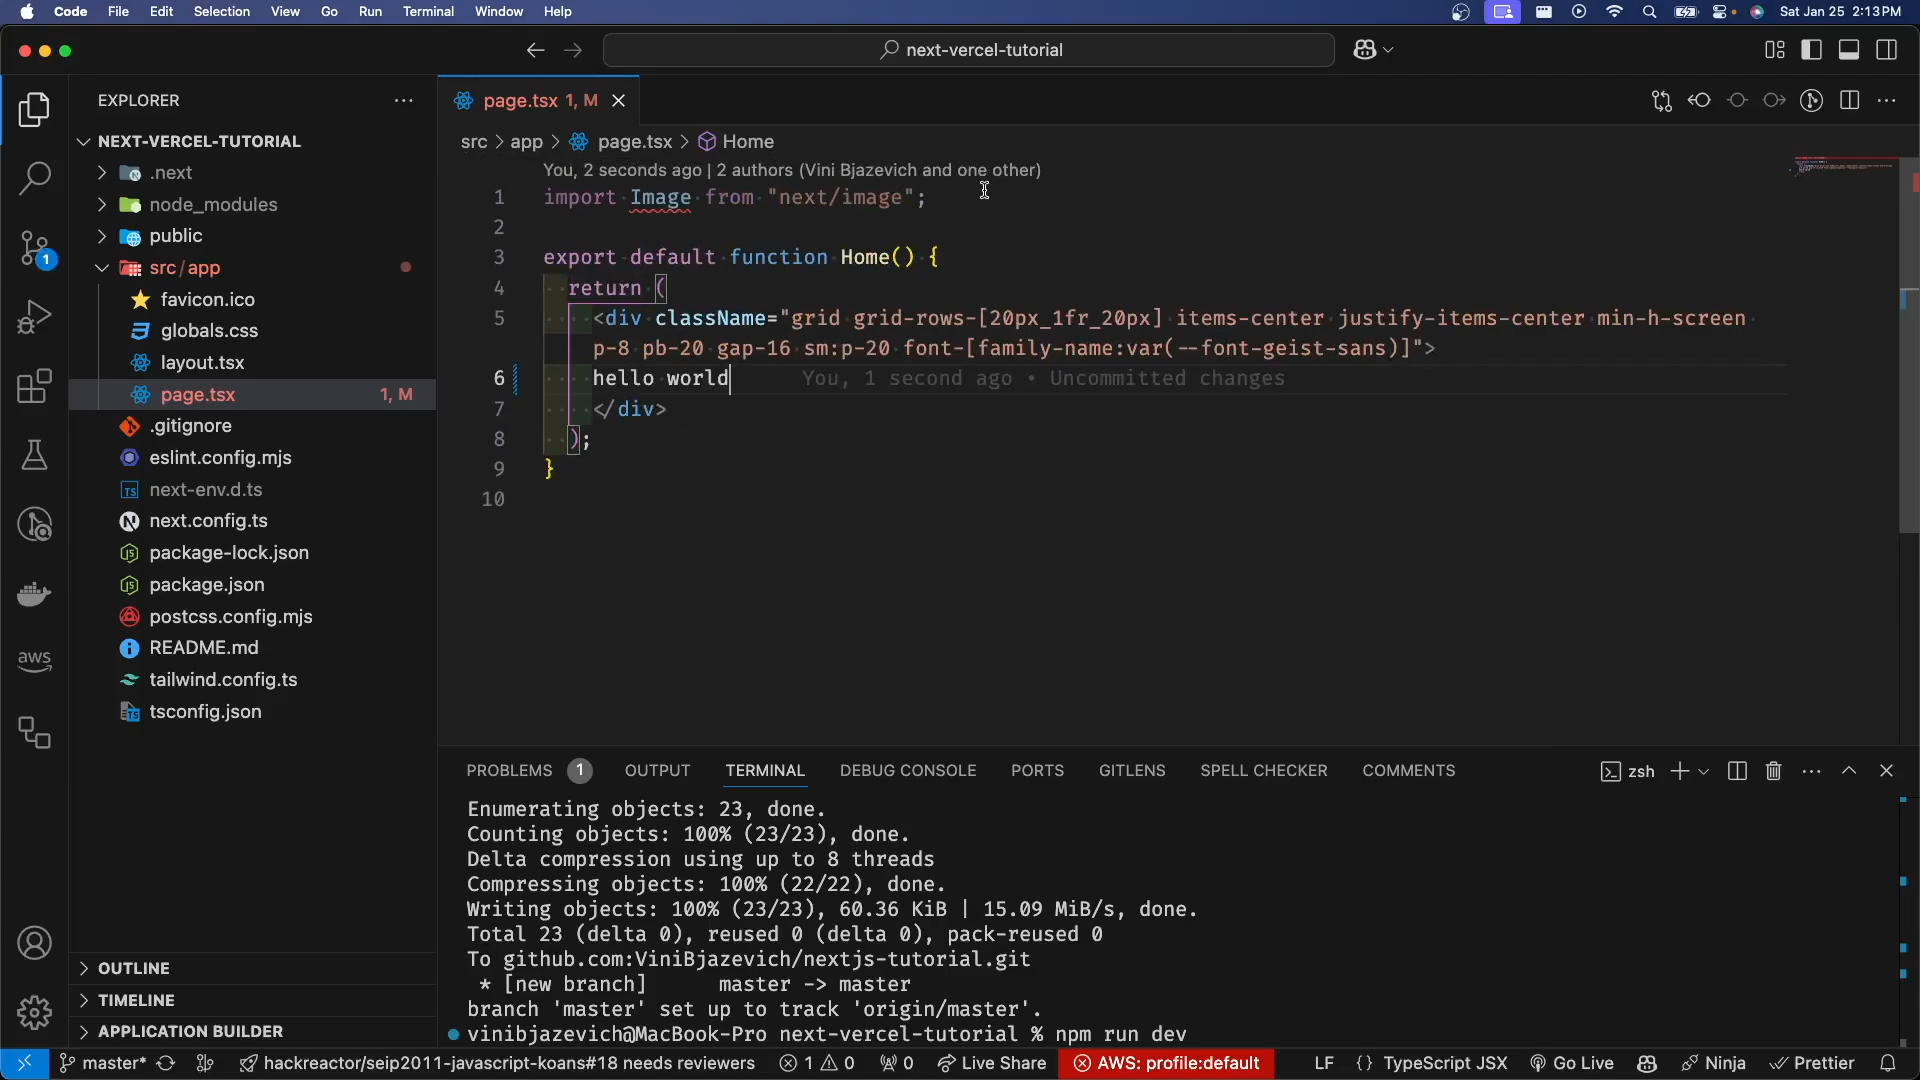 Code File Edit Selection View Go Run Terminal Window Help Sat Jan 25 2:13 PM
next-vercel-tutorial
EXPLORER
page.tsx 1, M
NEXT-VERCEL-TUTORIAL
src > app > page.tsx > Home
.next
node_modules
public
src/app
favicon.ico
globals.css
layout.tsx
page.tsx 1, M
.gitignore
eslint.config.mjs
next-env.d.ts
next.config.ts
package-lock.json
package.json
postcss.config.mjs
README.md
tailwind.config.ts
tsconfig.json
OUTLINE
TIMELINE
APPLICATION BUILDER
1
aws
You, 2 seconds ago | 2 authors (Vini Bjazevich and one other)
1 import Image from "next/image";
2
3 export default function Home() {
4 return (
5 <div className="grid grid-rows-[20px_1fr_20px] items-center justify-items-center min-h-screen
p-8 pb-20 gap-16 sm:p-20 font-[family-name:var(--font-geist-sans)]">
6 hello world You, 1 second ago • Uncommitted changes
7 </div>
8 );
9 }
10
PROBLEMS 1 OUTPUT TERMINAL DEBUG CONSOLE PORTS GITLENS SPELL CHECKER COMMENTS zsh
Enumerating objects: 23, done.
Counting objects: 100% (23/23), done.
Delta compression using up to 8 threads
Compressing objects: 100% (22/22), done.
Writing objects: 100% (23/23), 60.36 KiB | 15.09 MiB/s, done.
Total 23 (delta 0), reused 0 (delta 0), pack-reused 0
To github.com:ViniBjazevich/nextjs-tutorial.git
* [new branch] master -> master
branch 'master' set up to track 'origin/master'.
vinibjazevich@MacBook-Pro next-vercel-tutorial % npm run dev
master* hackreactor/seip2011-javascript-koans#18 needs reviewers 1 0 0 Live Share AWS: profile:default LF {} TypeScript JSX Go Live Ninja Prettier